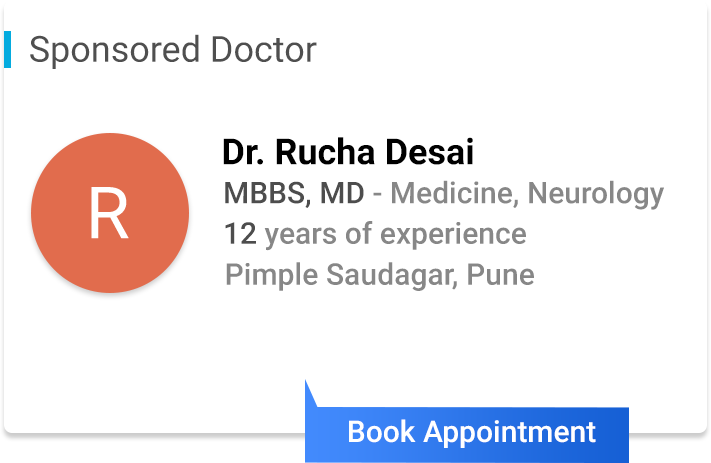 Sponsored Doctor
R
Dr. Rucha Desai
MBBS, MD - Medicine, Neurology
12 years of experience
Pimple Saudagar, Pune
Book Appointment